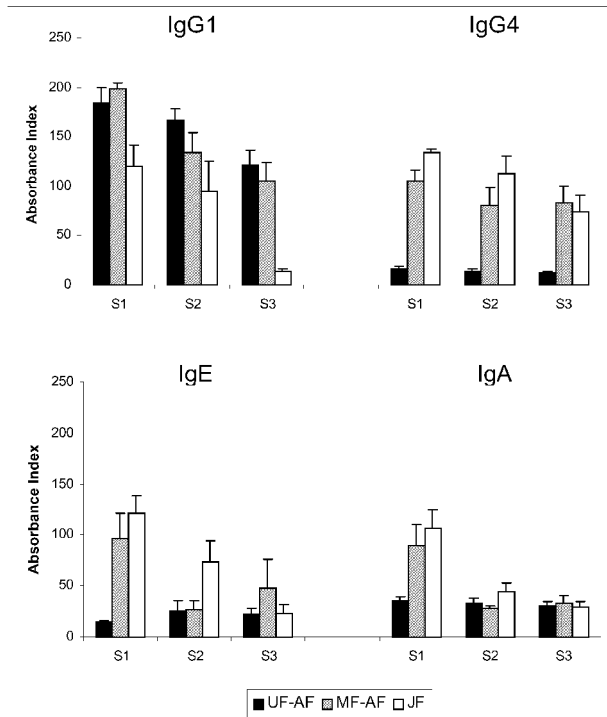 IgG1 IgG4
250
200
150
100
50
0
Absorbance Index
S1 S2 S3 S1 S2 S3
IgE IgA
250
200
150
100
50
0
Absorbance Index
S1 S2 S3 S1 S2 S3
UF-AF MF-AF JF